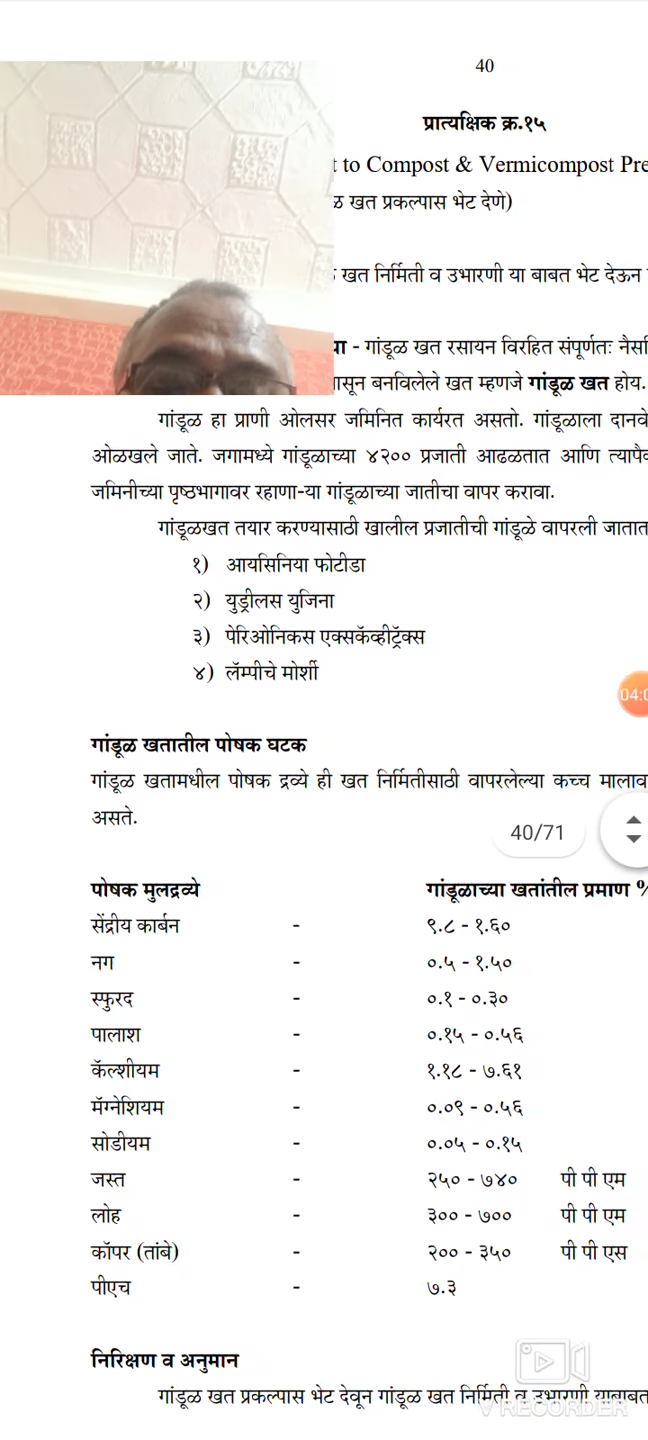 40
प्रात्यक्षिक क्र.१५
t to Compost & Vermicompost Pre
ळ खत प्रकल्पास भेट देणे)
खत निर्मिती व उभारणी या बाबत भेट देऊन
या - गांडूळ खत रसायन विरहित संपूर्णतः नैसर्गि
ासून बनविलेले खत म्हणजे गांडूळ खत होय.
गांडूळ हा प्राणी ओलसर जमिनित कार्यरत असतो. गांडूळाला दानवे
ओळखले जाते. जगामध्ये गांडूळाच्या ४२०० प्रजाती आढळतात आणि त्यापै
जमिनीच्या पृष्ठभागावर रहाणा-या गांडूळाच्या जातीचा वापर करावा.
गांडूळखत तयार करण्यासाठी खालील प्रजातीची गांडूळे वापरली जातात
१) आयसिनिया फोटीडा
२) युड्रीलस युजिना
३) पेरिओनिकस एक्सकॅव्हीट्रॅक्स
४) लॅम्पीचे मोर्शी
04:0
गांडूळ खतातील पोषक घटक
गांडूळ खतामधील पोषक द्रव्ये ही खत निर्मितीसाठी वापरलेल्या कच्च मालाव
असते.
40/71
पोषक मुलद्रव्ये गांडूळाच्या खतांतील प्रमाण %
सेंद्रीय कार्बन - ९.८ - १.६०
नग - ०.५ - १.५०
स्फुरद - ०.१ - ०.३०
पालाश - ०.१५ - ०.५६
कॅल्शीयम - १.१८ - ७.६१
मॅग्नेशियम - ०.०९ - ०.५६
सोडीयम - ०.०५ - ०.१५
जस्त - २५० - ७४० पी पी एम
लोह - ३०० - ७०० पी पी एम
कॉपर (तांबे) - २०० - ३५० पी पी एस
पीएच - ७.३
निरिक्षण व अनुमान
गांडूळ खत प्रकल्पास भेट देवून गांडूळ खत निर्मिती व उभारणी याबाबत
V RECORDER